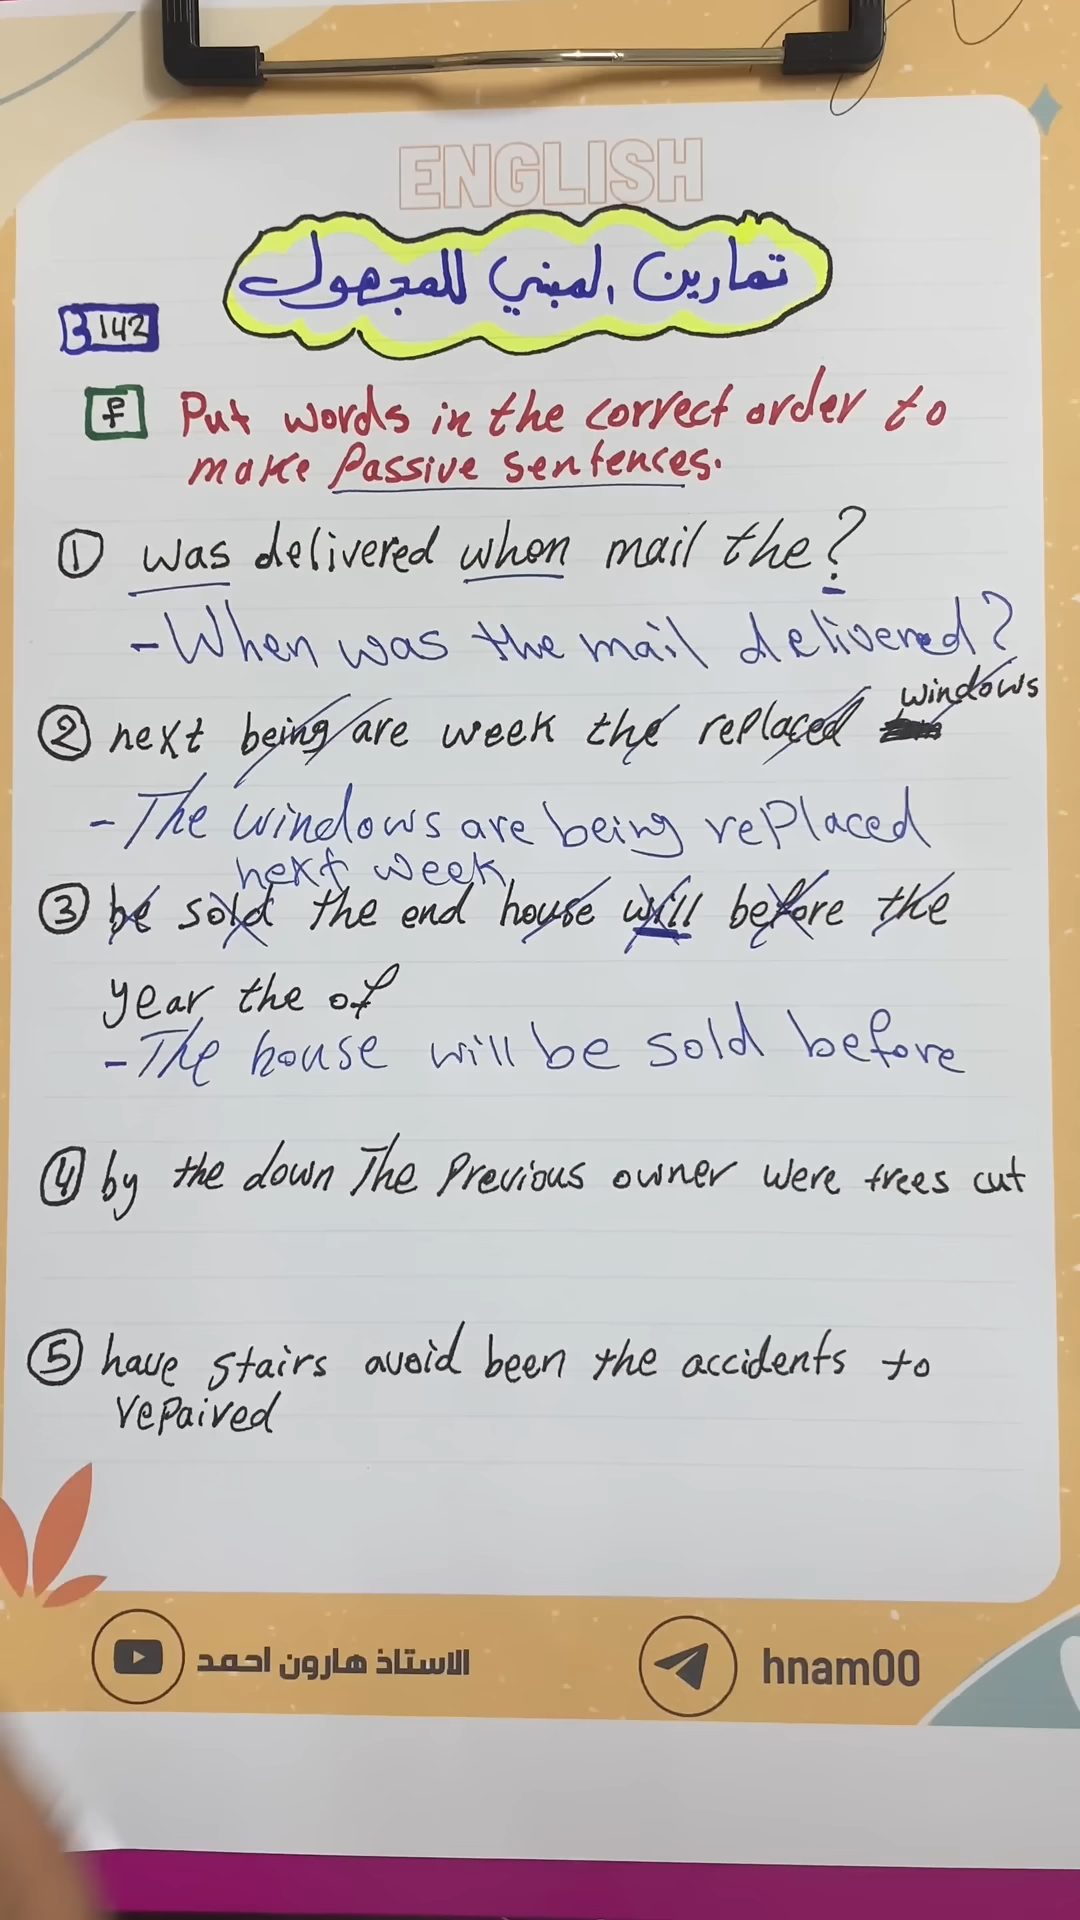 ENGLISH
تمارين المبني للمجهول
B 142
f Put words in the correct order to
make Passive sentences.
① was delivered when mail the?
- When was the mail delivered?
windows
② next being are week the replaced
- The windows are being replaced
next week
③ be sold the end house will before the
year the of
- The house will be sold before
④ by the down The Previous owner were trees cut
⑤ have stairs avoid been the accidents to
repaired
الاستاذ هارون احمد
hnam00